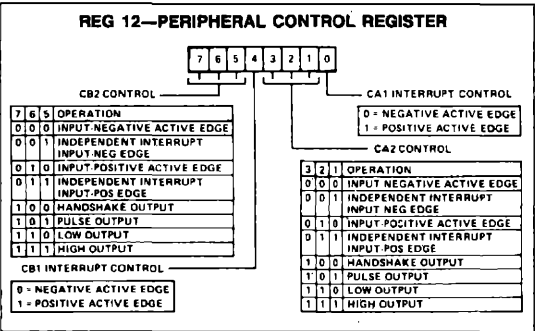 REG 12—PERIPHERAL CONTROL REGISTER
7 6 5 4 3 2 1 0
CB2 CONTROL
7 6 5 OPERATION
0 0 0 INPUT-NEGATIVE ACTIVE EDGE
0 0 1 INDEPENDENT INTERRUPT
INPUT-NEG EDGE
0 1 0 INPUT-POSITIVE ACTIVE EDGE
0 1 1 INDEPENDENT INTERRUPT
INPUT-POS EDGE
1 0 0 HANDSHAKE OUTPUT
1 0 1 PULSE OUTPUT
1 1 0 LOW OUTPUT
1 1 1 HIGH OUTPUT
CB1 INTERRUPT CONTROL
0 = NEGATIVE ACTIVE EDGE
1 = POSITIVE ACTIVE EDGE
CA1 INTERRUPT CONTROL
0 = NEGATIVE ACTIVE EDGE
1 = POSITIVE ACTIVE EDGE
CA2 CONTROL
3 2 1 OPERATION
0 0 0 INPUT NEGATIVE ACTIVE EDGE
0 0 1 INDEPENDENT INTERRUPT
INPUT NEG EDGE
0 1 0 INPUT-POSITIVE ACTIVE EDGE
0 1 1 INDEPENDENT INTERRUPT
INPUT-POS EDGE
1 0 0 HANDSHAKE OUTPUT
1 0 1 PULSE OUTPUT
1 1 0 LOW OUTPUT
1 1 1 HIGH OUTPUT